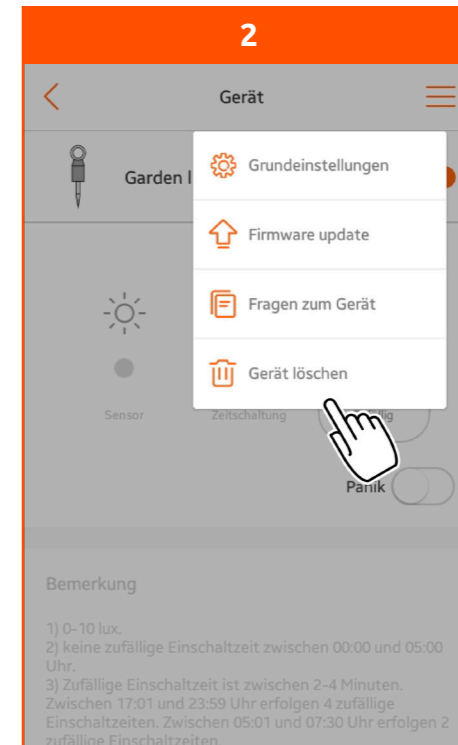 2
Gerät
Garden l
Grundeinstellungen
Firmware update
Fragen zum Gerät
Gerät löschen
Sensor
Zeitschaltung
Panik
Bemerkung
1) 0-10 lux.
2) keine zufällige Einschaltzeit zwischen 00:00 und 05:00
Uhr.
3) Zufällige Einschaltzeit ist zwischen 2-4 Minuten.
Zwischen 17:01 und 23:59 Uhr erfolgen 4 zufällige
Einschaltzeiten. Zwischen 05:01 und 07:30 Uhr erfolgen 2
zufällige Einschaltzeiten.